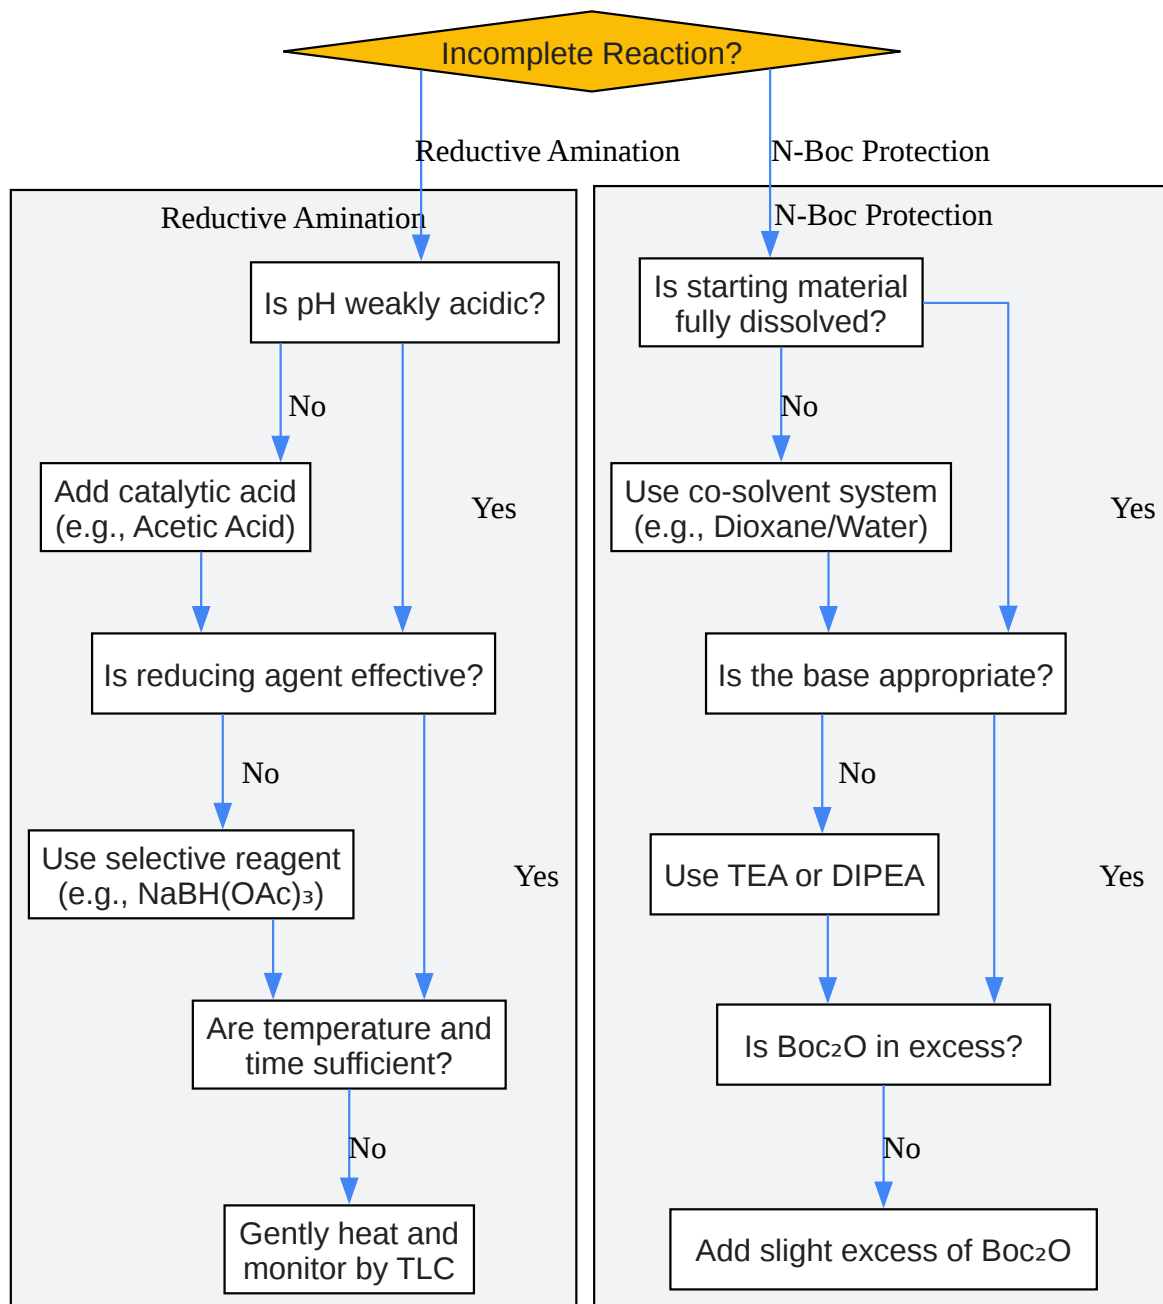 Incomplete Reaction?
Reductive Amination
N-Boc Protection
Reductive Amination
Is pH weakly acidic?
No
Add catalytic acid
(e.g., Acetic Acid)
Yes
Is reducing agent effective?
No
Use selective reagent
(e.g., NaBH(OAc)₃)
Yes
Are temperature and
time sufficient?
No
Gently heat and
monitor by TLC
N-Boc Protection
Is starting material
fully dissolved?
No
Use co-solvent system
(e.g., Dioxane/Water)
Yes
Is the base appropriate?
No
Use TEA or DIPEA
Yes
Is Boc₂O in excess?
No
Add slight excess of Boc₂O